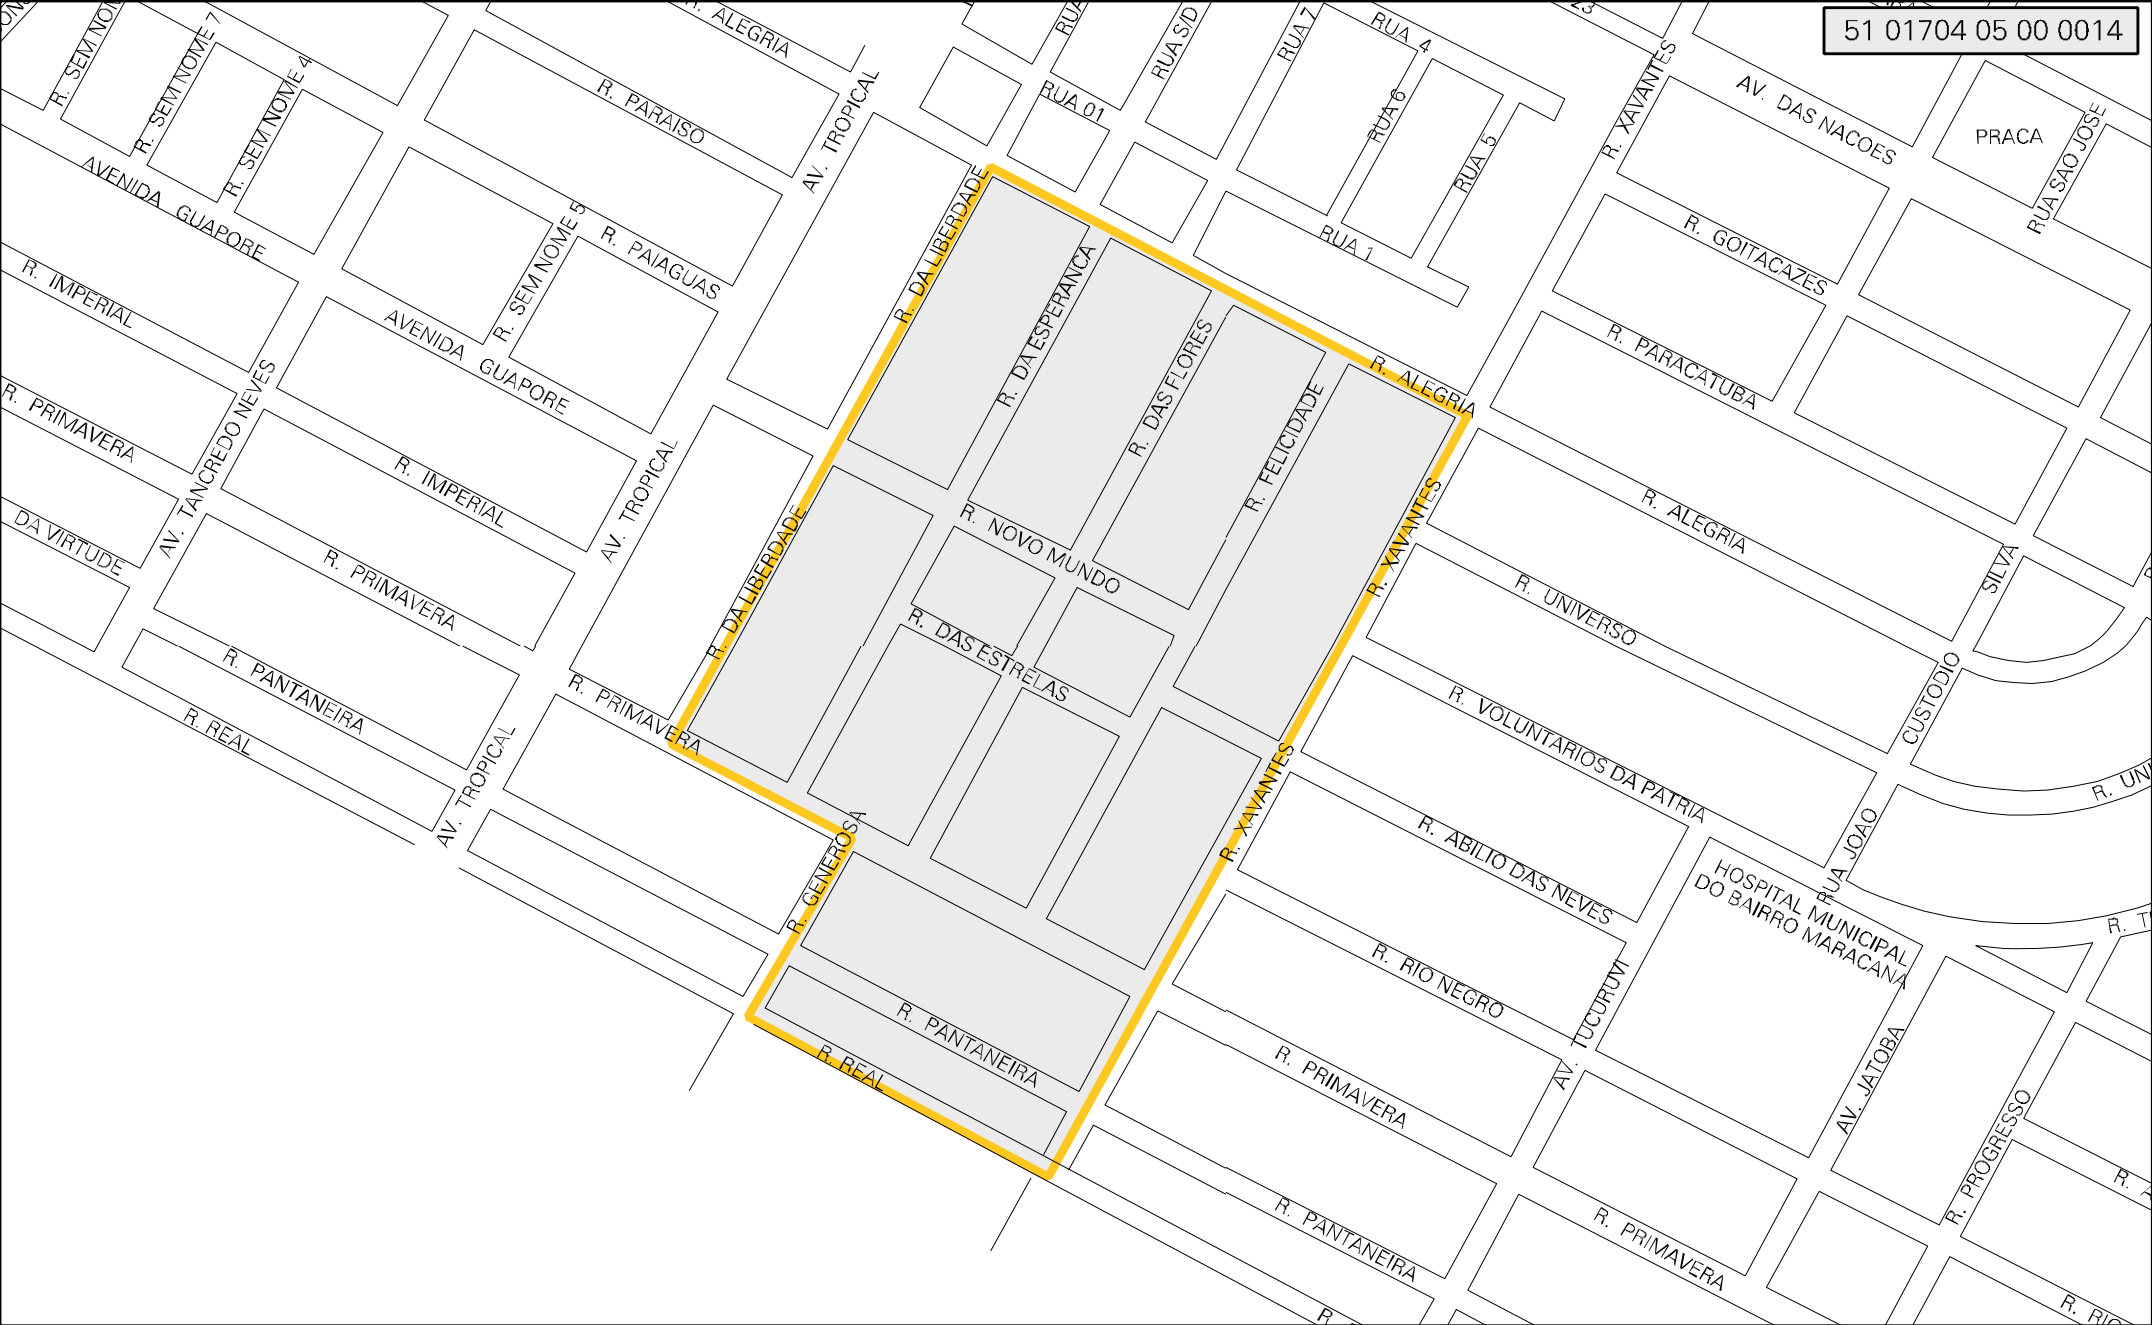 51 01704 05 00 0014
R. SEM NOME 7
R. SEM NOME 4
R. ALEGRIA
R. PARAISO
AV. TROPICAL
RUA 01
RUA S/D
RUA 7
RUA 4
RUA 6
RUA 5
RUA 1
23
R. XAVANTES
AV. DAS NACOES
PRACA
RUA SAO JOSE
AVENIDA GUAPORE
R. IMPERIAL
R. SEM NOME 5
R. PAIAGUAS
AVENIDA GUAPORE
R. DA LIBERDADE
R. DA ESPERANCA
R. DAS FLORES
R. FELICIDADE
R. ALEGRIA
R. GOITACAZES
R. PARACATUBA
R. PRIMAVERA
AV. TANCREDO NEVES
R. IMPERIAL
AV. TROPICAL
R. DA LIBERDADE
R. NOVO MUNDO
R. XAVANTES
R. ALEGRIA
DA VIRTUDE
R. PRIMAVERA
R. DAS ESTRELAS
R. UNIVERSO
SILVA
CUSTODIO
RUA JOAO
R. PANTANEIRA
R. REAL
R. PRIMAVERA
AV. TROPICAL
R. GENEROSA
R. XAVANTES
R. VOLUNTARIOS DA PATRIA
R. UNI
R. ABILIO DAS NEVES
HOSPITAL MUNICIPAL
DO BAIRRO MARACANA
R. RIO NEGRO
AV. TUCURUVI
R. PANTANEIRA
R. REAL
R. PRIMAVERA
AV. JATOBA
R. PROGRESSO
R. PANTANEIRA
R. PRIMAVERA